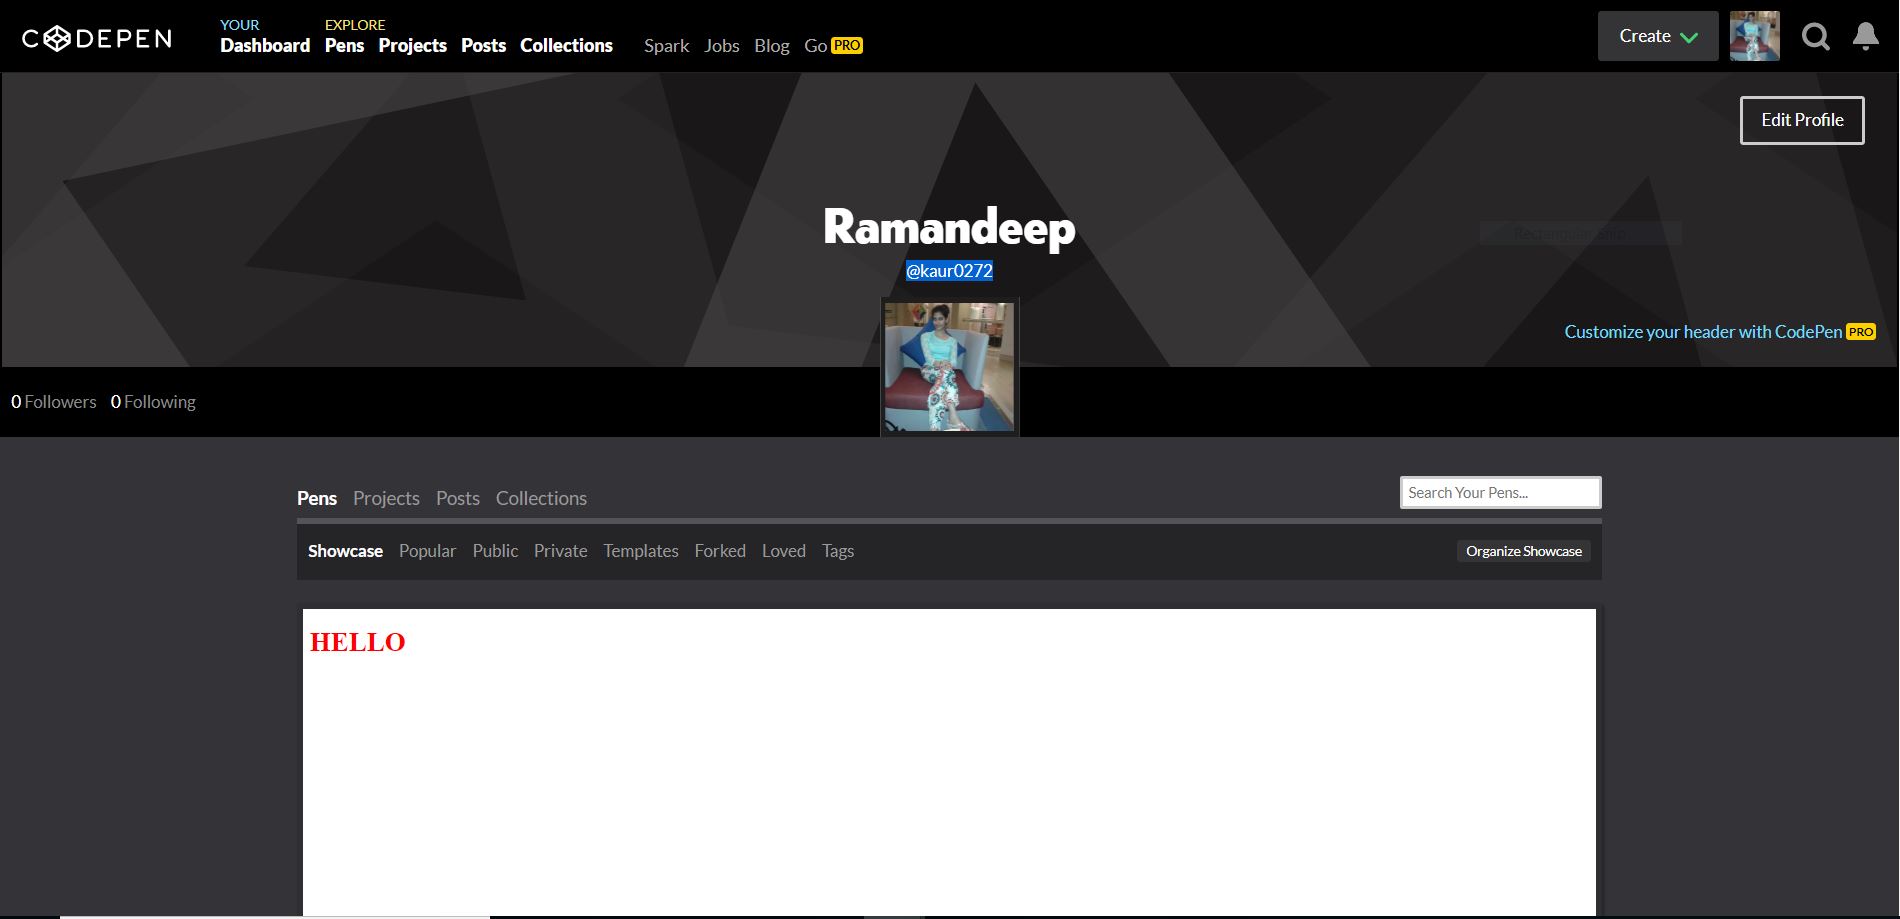 CODEPEN
YOUR
Dashboard
EXPLORE
Pens Projects Posts Collections
Spark Jobs Blog Go PRO
Create
Edit Profile
Ramandeep
Rectangular Snip
@kaur0272
Customize your header with CodePen PRO
0 Followers 0 Following
Pens Projects Posts Collections
Search Your Pens...
Showcase Popular Public Private Templates Forked Loved Tags
Organize Showcase
HELLO